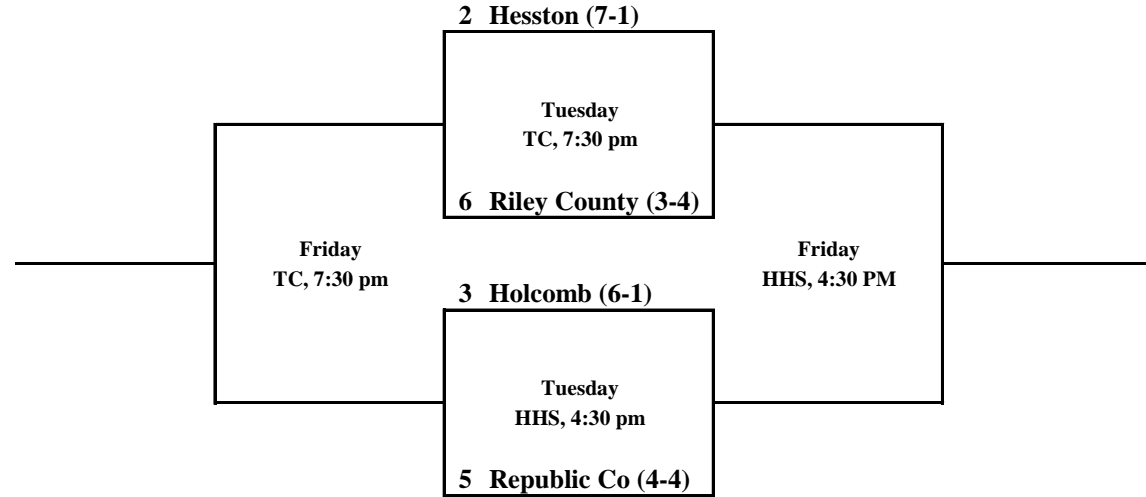 2 Hesston (7-1)
Tuesday
TC, 7:30 pm
6 Riley County (3-4)
Friday
TC, 7:30 pm
Friday
HHS, 4:30 PM
3 Holcomb (6-1)
Tuesday
HHS, 4:30 pm
5 Republic Co (4-4)